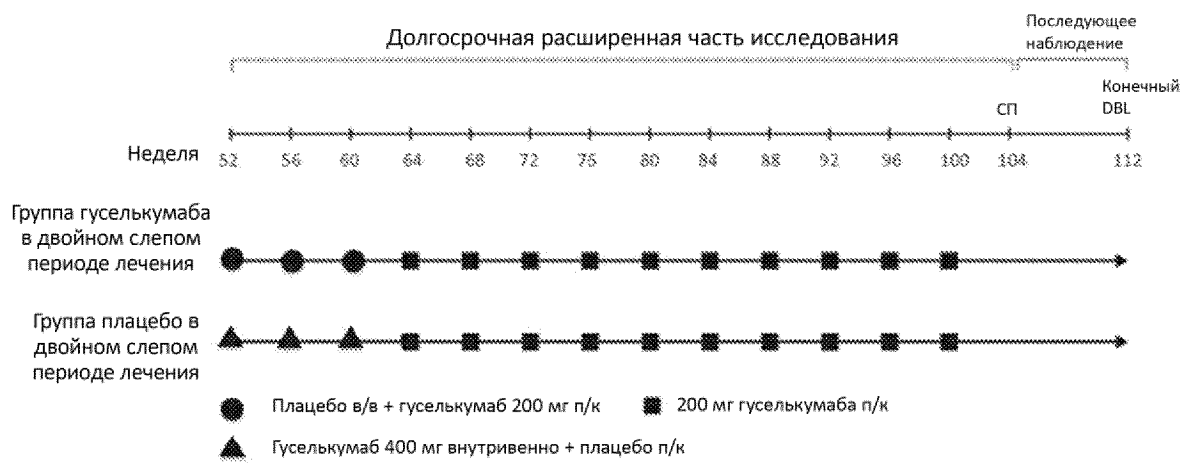 Долгосрочная расширенная часть исследования
Последующее
наблюдение
СП
Конечный
DBL
Неделя
52 56 60 64 68 72 76 80 84 88 92 96 100 104 112
Группа гуселькумаба
в двойном слепом
периоде лечения
Группа плацебо в
двойном слепом
периоде лечения
Плацебо в/в + гуселькумаб 200 мг п/к
200 мг гуселькумаба п/к
Гуселькумаб 400 мг внутривенно + плацебо п/к